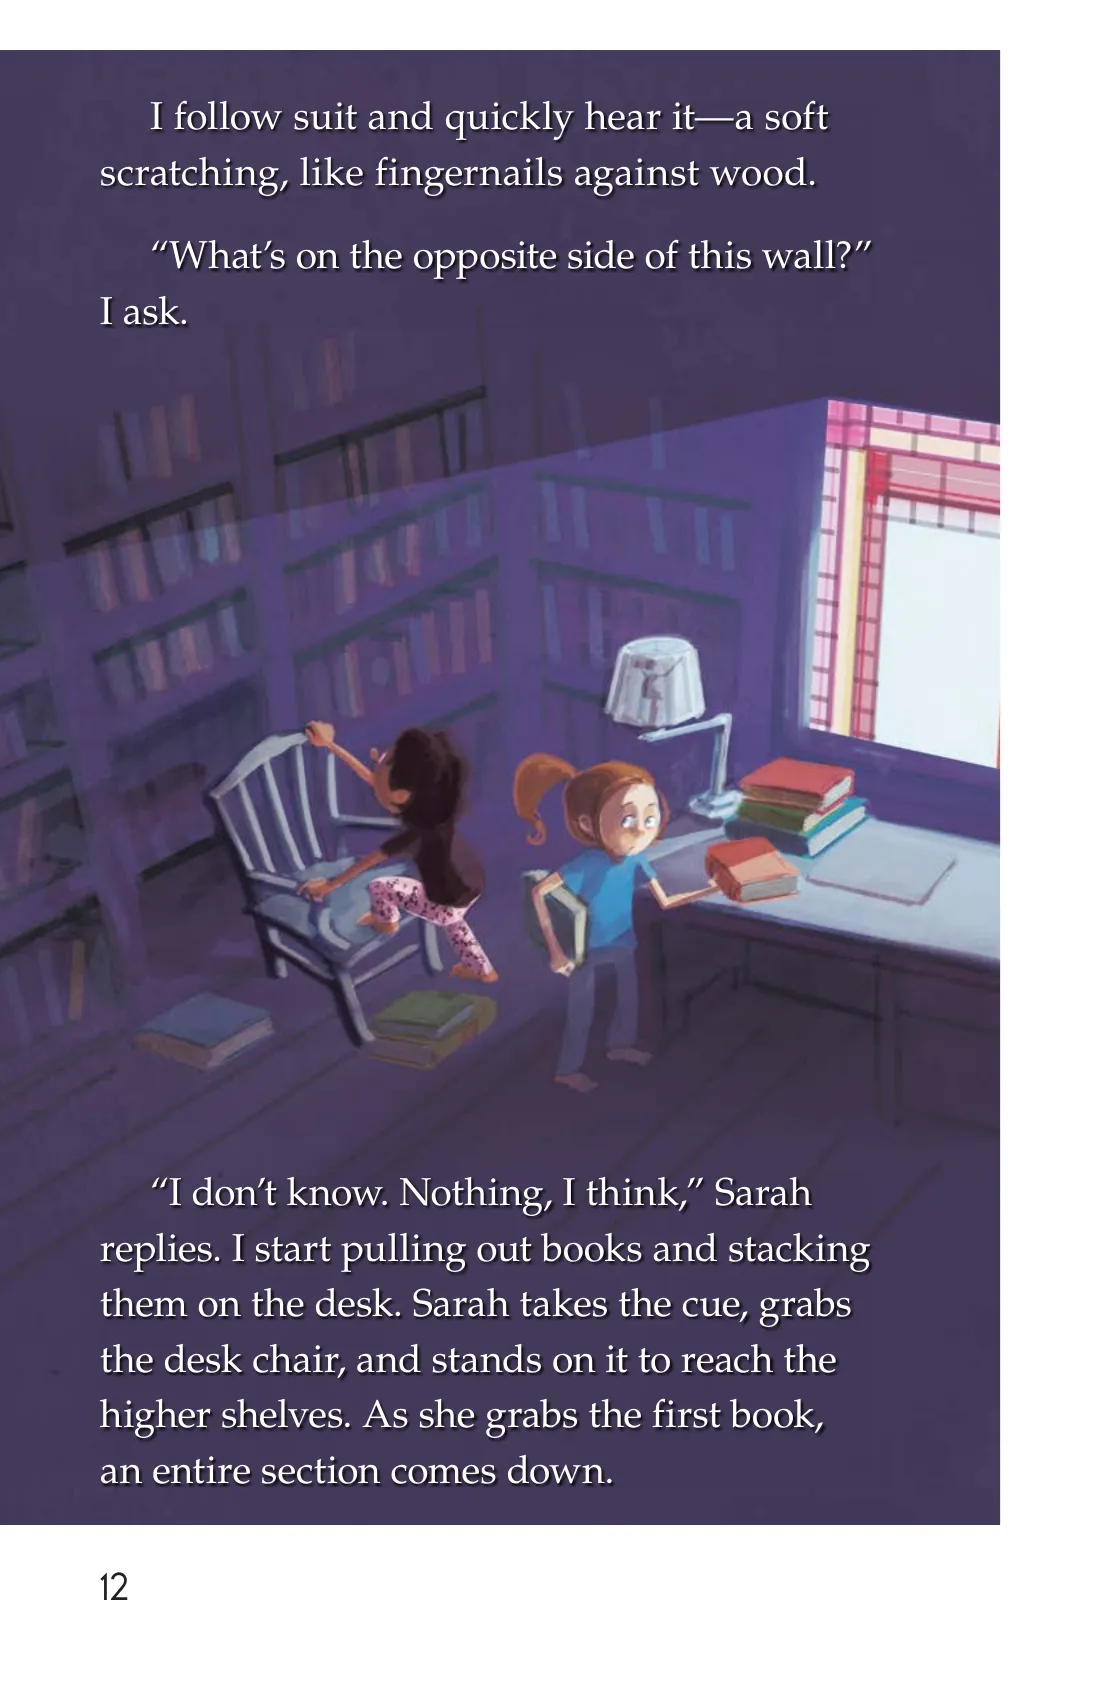 I follow suit and quickly hear it—a soft
scratching, like fingernails against wood.
“What’s on the opposite side of this wall?”
I ask.
“I don’t know. Nothing, I think,” Sarah
replies. I start pulling out books and stacking
them on the desk. Sarah takes the cue, grabs
the desk chair, and stands on it to reach the
higher shelves. As she grabs the first book,
an entire section comes down.
12